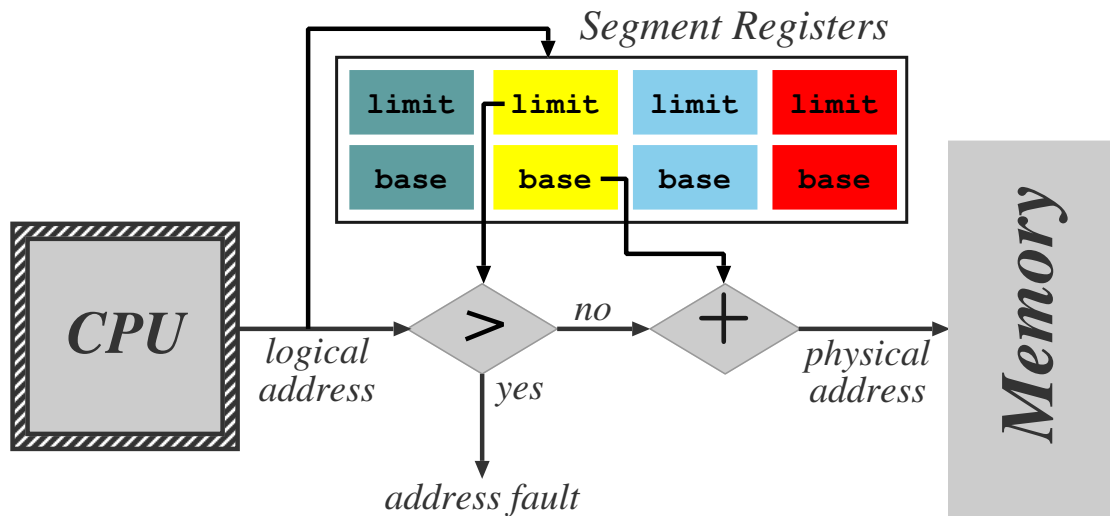 Segment Registers
limit limit limit limit
base base base base
CPU
logical
address
>
yes
no
+
physical
address
Memory
address fault